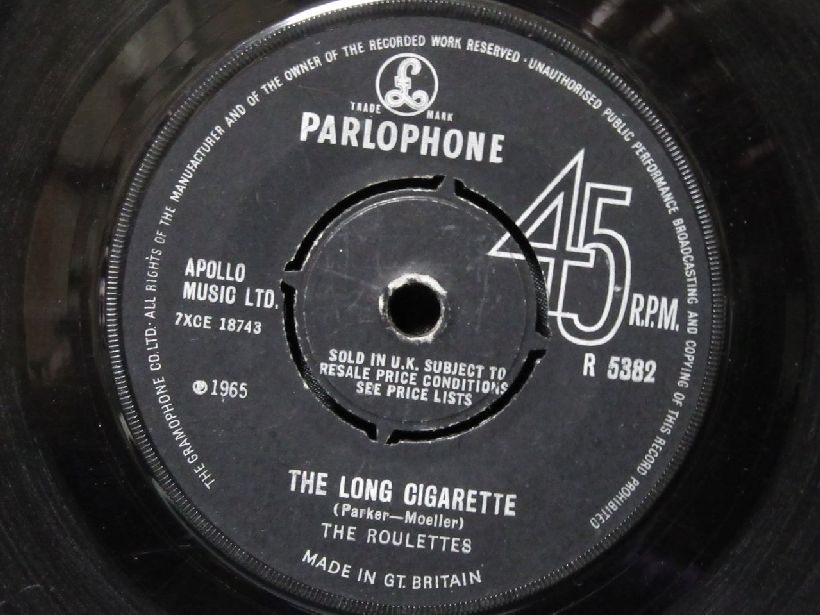 THE GRAMOPHONE CO. LTD. · ALL RIGHTS OF THE MANUFACTURER AND OF THE OWNER OF THE RECORDED WORK RESERVED · UNAUTHORISED PUBLIC PERFORMANCE BROADCASTING AND COPYING OF THIS RECORD PROHIBITED
£
TRADE MARK
PARLOPHONE
45 R.P.M.
APOLLO
MUSIC LTD.
7XCE 18743
R 5382
SOLD IN U.K. SUBJECT TO
RESALE PRICE CONDITIONS
SEE PRICE LISTS
℗ 1965
THE LONG CIGARETTE
(Parker—Moeller)
THE ROULETTES
MADE IN GT. BRITAIN